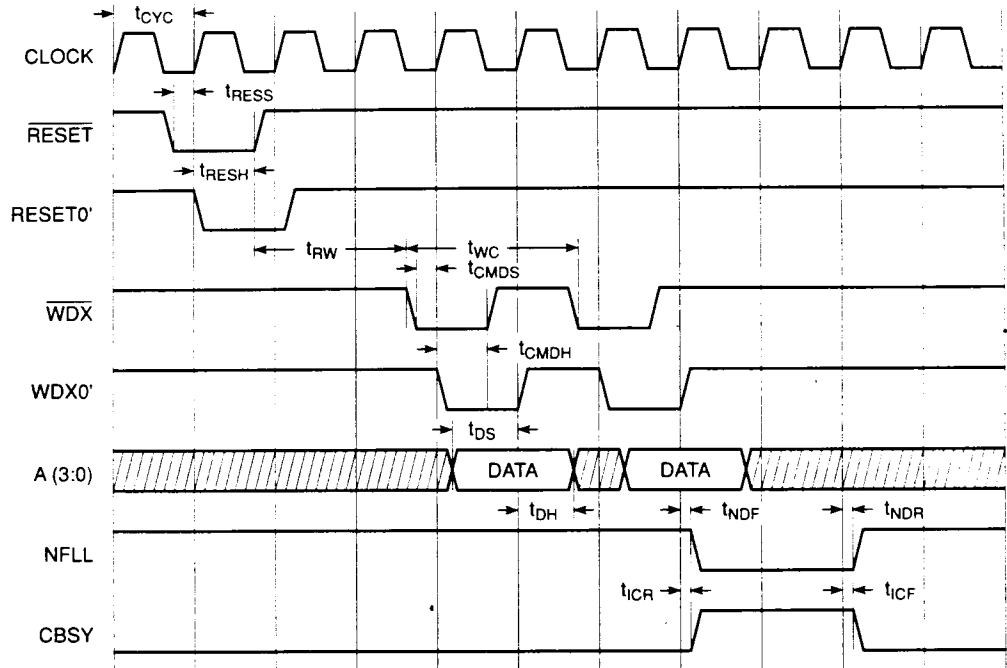 tCYC
CLOCK
tRESS
RESET
tRESH
RESET0'
tRW
tWC
tCMDS
WDX
tCMDH
WDX0'
tDS
A (3:0)
DATA
DATA
tDH
tNDF
tNDR
NFLL
tICR
tICF
CBSY